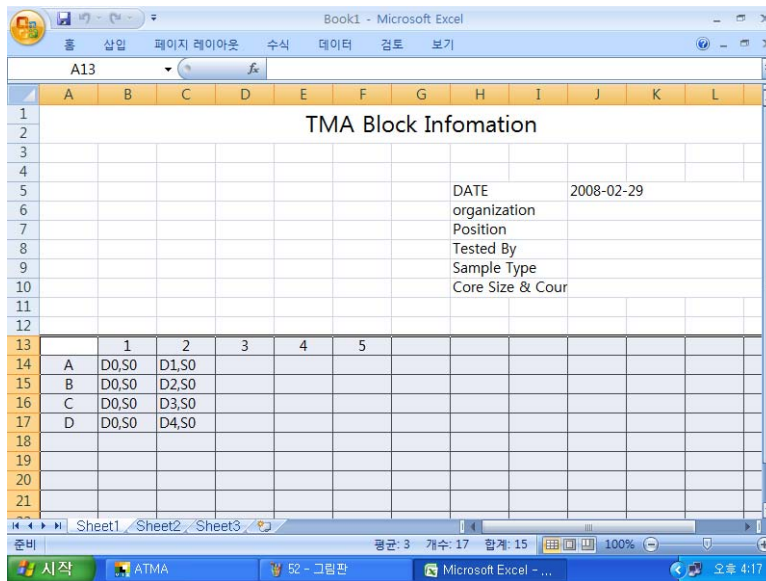 Book1 - Microsoft Excel
홈 삽입 페이지 레이아웃 수식 데이터 검토 보기
A13 fx
A B C D E F G H I J K L
1 TMA Block Infomation
2
3
4
5 DATE 2008-02-29
6 organization
7 Position
8 Tested By
9 Sample Type
10 Core Size & Cour
11
12
13 1 2 3 4 5
14 A D0,S0 D1,S0
15 B D0,S0 D2,S0
16 C D0,S0 D3,S0
17 D D0,S0 D4,S0
18
19
20
21
Sheet1 Sheet2 Sheet3
준비 평균: 3 개수: 17 합계: 15 100%
시작 ATMA 52 - 그림판 Microsoft Excel - ... 오후 4:17